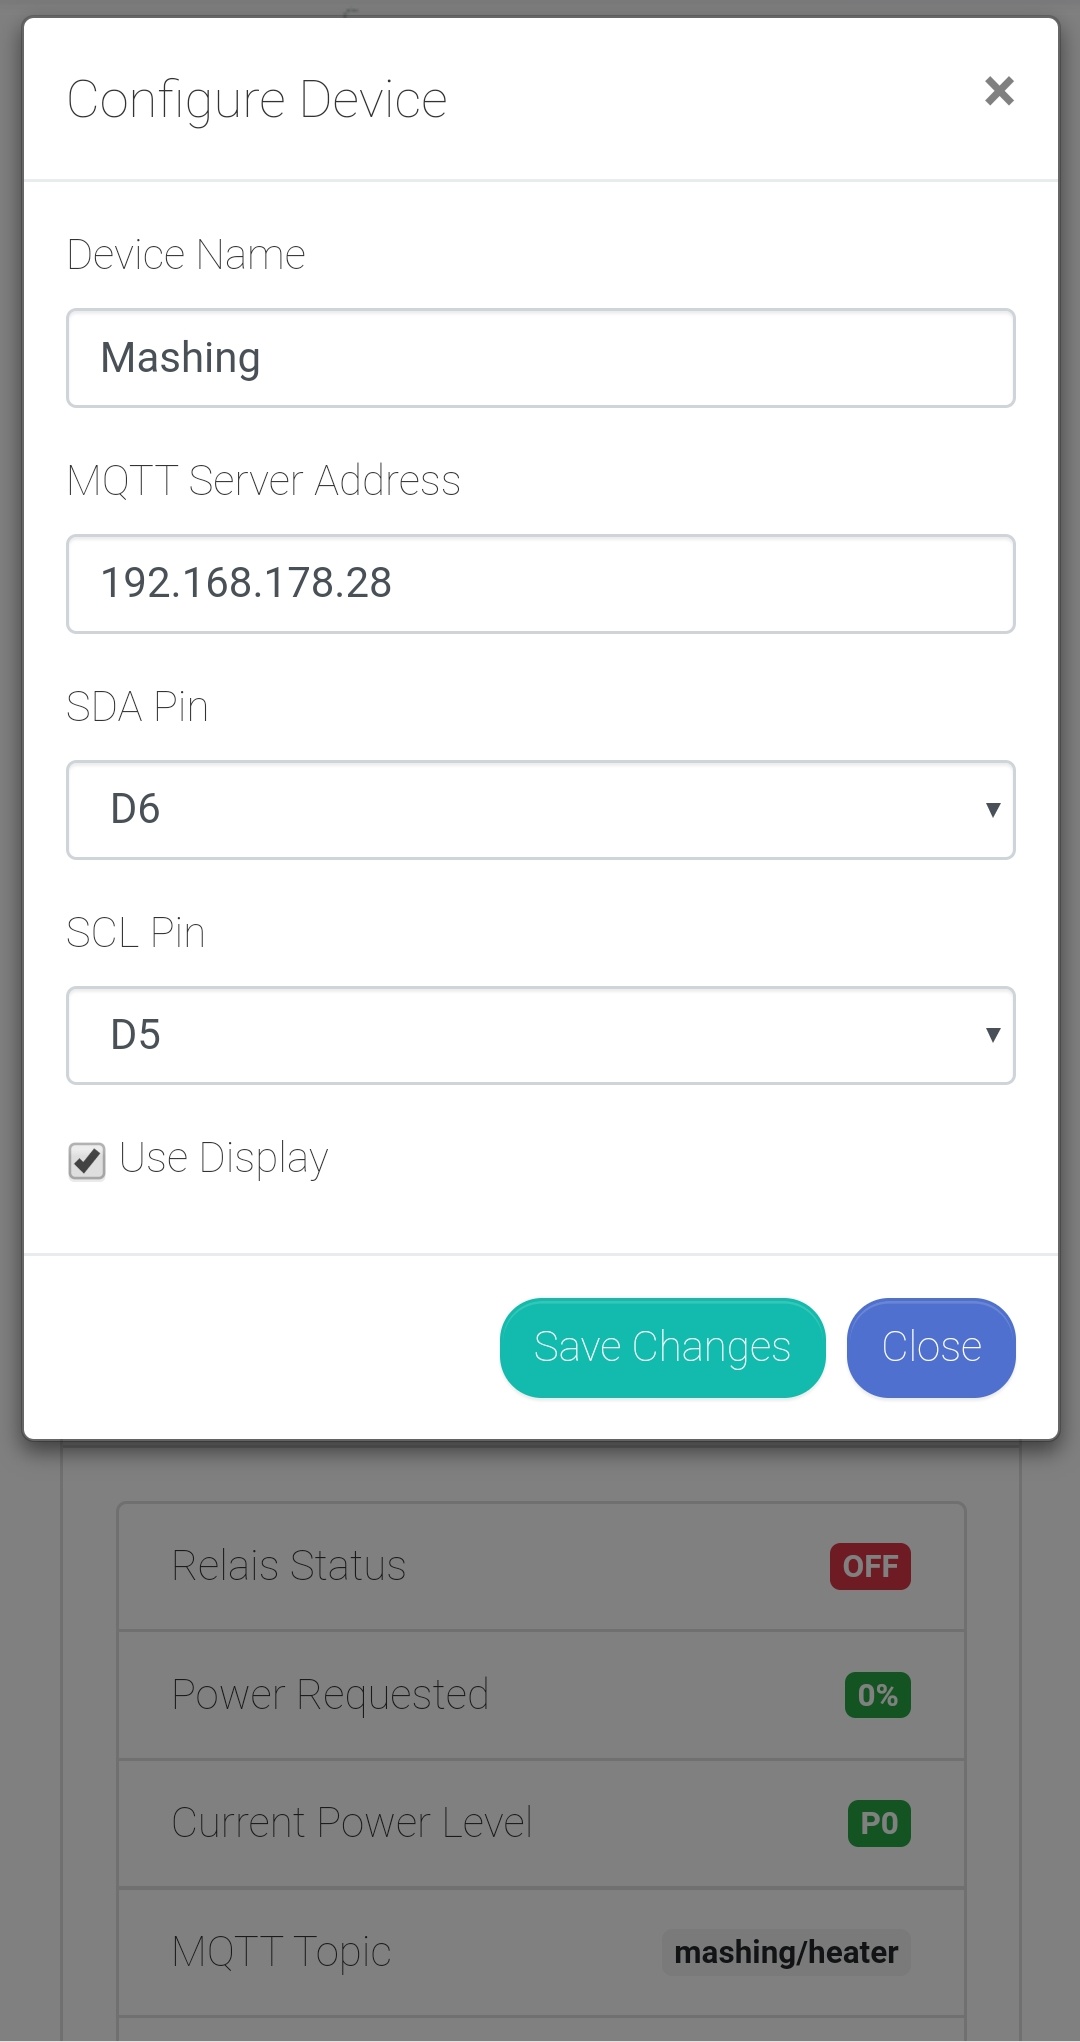 Configure Device
×
Device Name
Mashing
MQTT Server Address
192.168.178.28
SDA Pin
D6
SCL Pin
D5
Use Display
Save Changes
Close
Relais Status
OFF
Power Requested
0%
Current Power Level
P0
MQTT Topic
mashing/heater